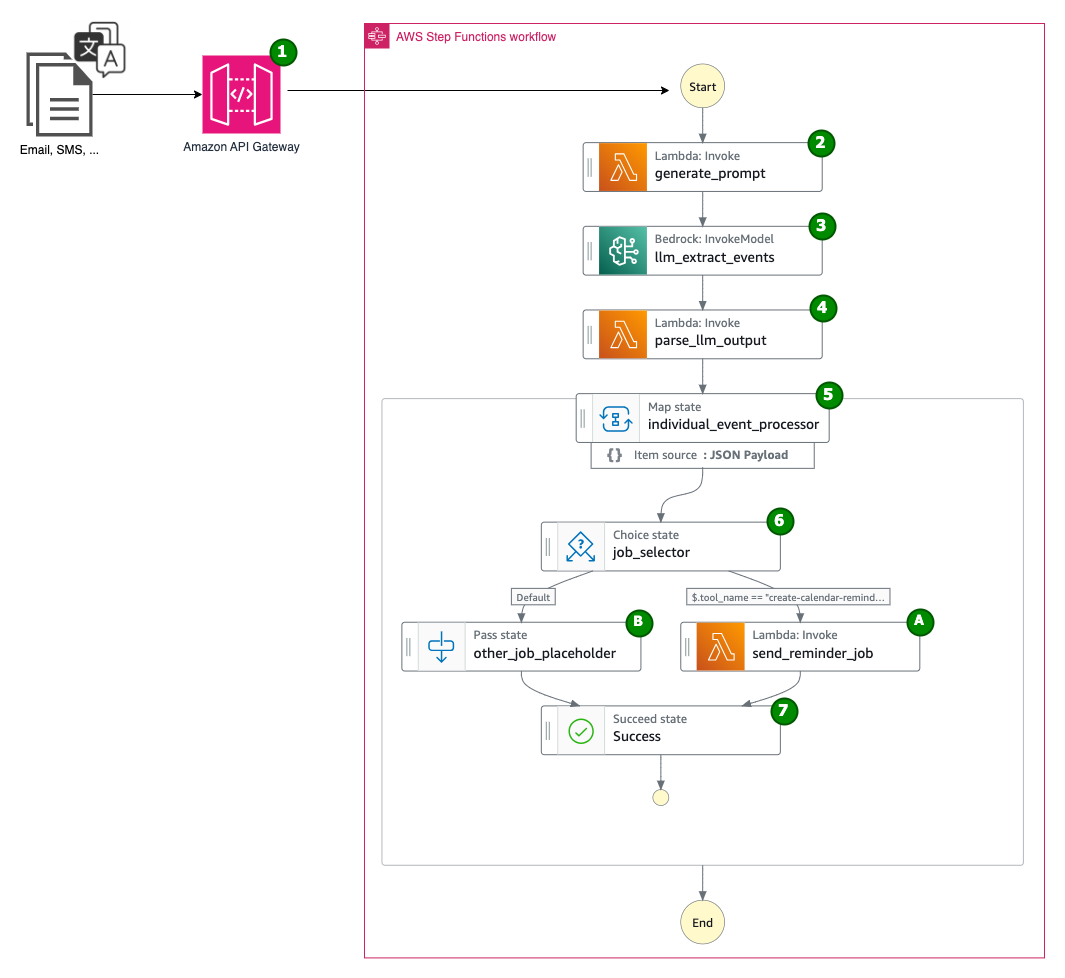 文
A
Email, SMS, ...
1
Amazon API Gateway
AWS Step Functions workflow
Start
2
Lambda: Invoke
generate_prompt
3
Bedrock: InvokeModel
llm_extract_events
4
Lambda: Invoke
parse_llm_output
5
Map state
individual_event_processor
{} Item source : JSON Payload
6
Choice state
job_selector
?
Default
$.tool_name == "create-calendar-remind...
B
Pass state
other_job_placeholder
A
Lambda: Invoke
send_reminder_job
7
Succeed state
Success
End